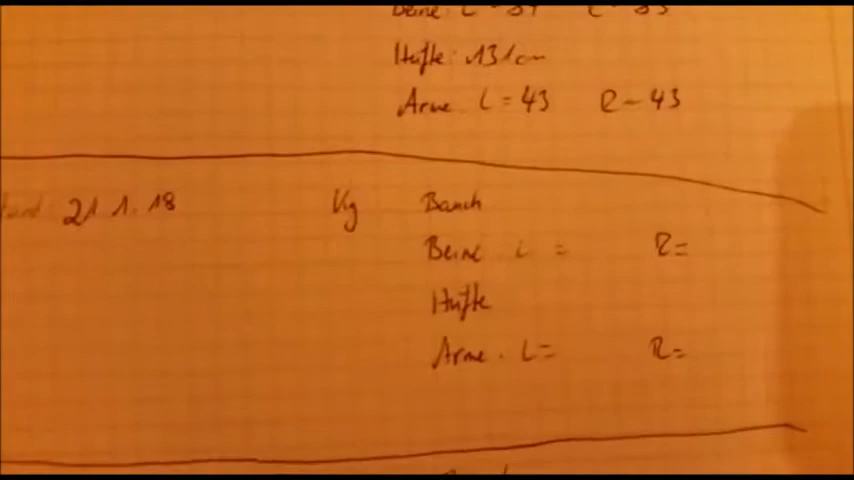 Hüfte: 131cm
Arme. L = 43 R - 43
21.1.18 Kg Bauch
Beine L = R=
Hüfte
Arme. L= R=